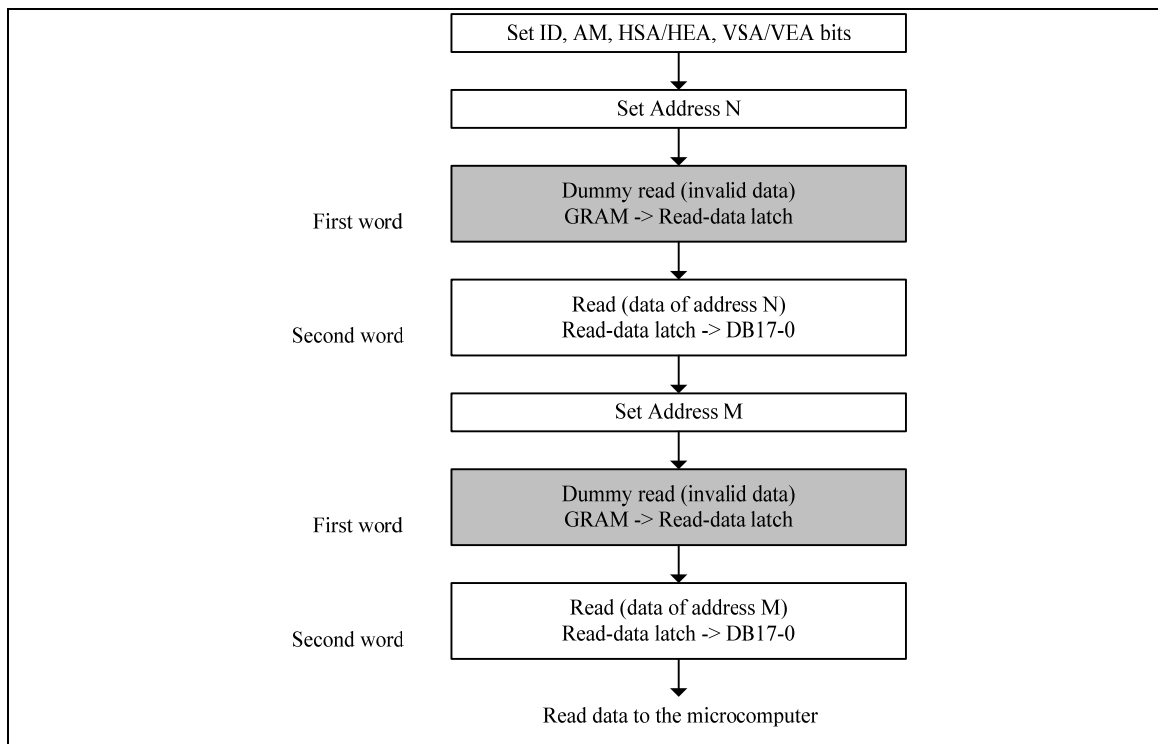 Set ID, AM, HSA/HEA, VSA/VEA bits
Set Address N
Dummy read (invalid data)
GRAM -> Read-data latch
First word
Read (data of address N)
Read-data latch -> DB17-0
Second word
Set Address M
Dummy read (invalid data)
GRAM -> Read-data latch
First word
Read (data of address M)
Read-data latch -> DB17-0
Second word
Read data to the microcomputer